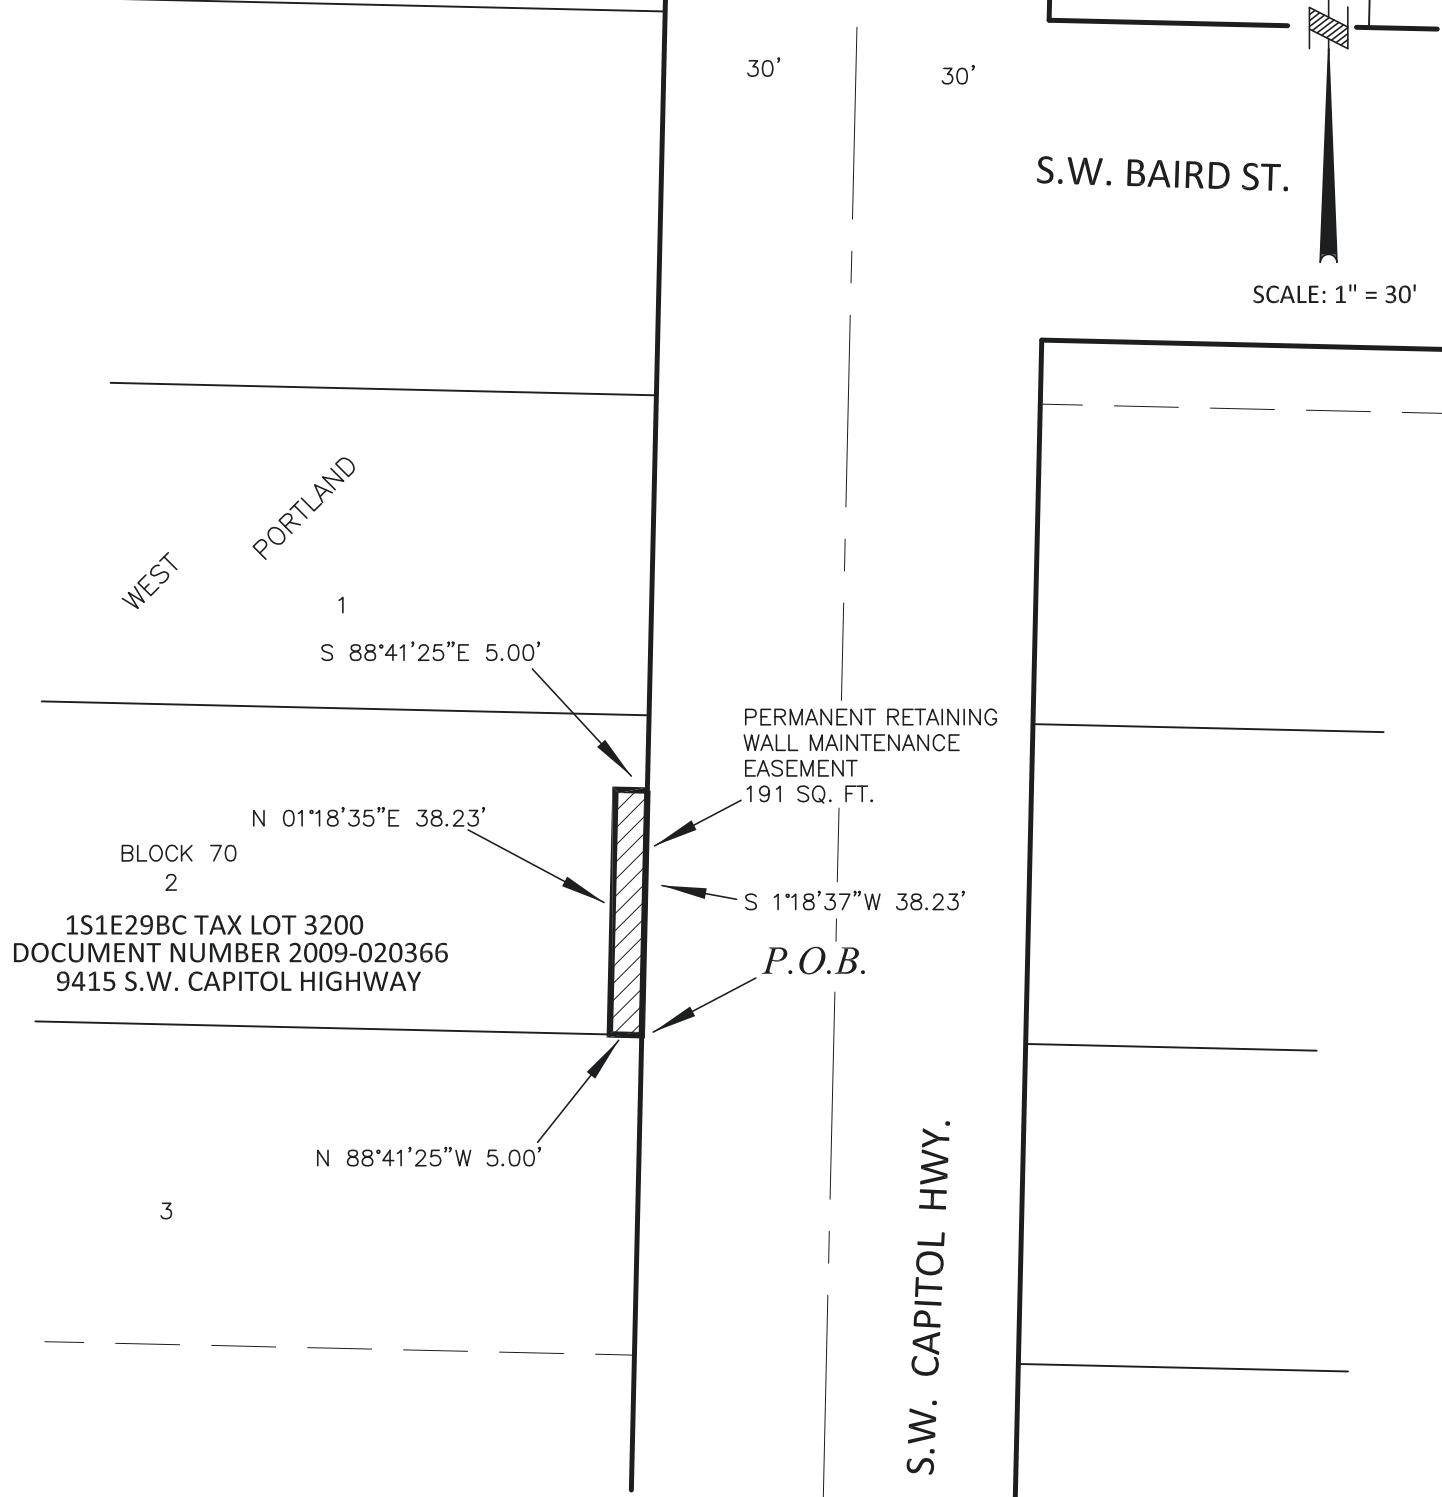 30'
30'
S.W. BAIRD ST.
SCALE: 1" = 30'
WEST PORTLAND
1
S 88°41'25"E 5.00'
PERMANENT RETAINING
WALL MAINTENANCE
EASEMENT
191 SQ. FT.
N 01°18'35"E 38.23'
BLOCK 70
2
S 1°18'37"W 38.23'
1S1E29BC TAX LOT 3200
DOCUMENT NUMBER 2009-020366
9415 S.W. CAPITOL HIGHWAY
P.O.B.
N 88°41'25"W 5.00'
3
S.W. CAPITOL HWY.